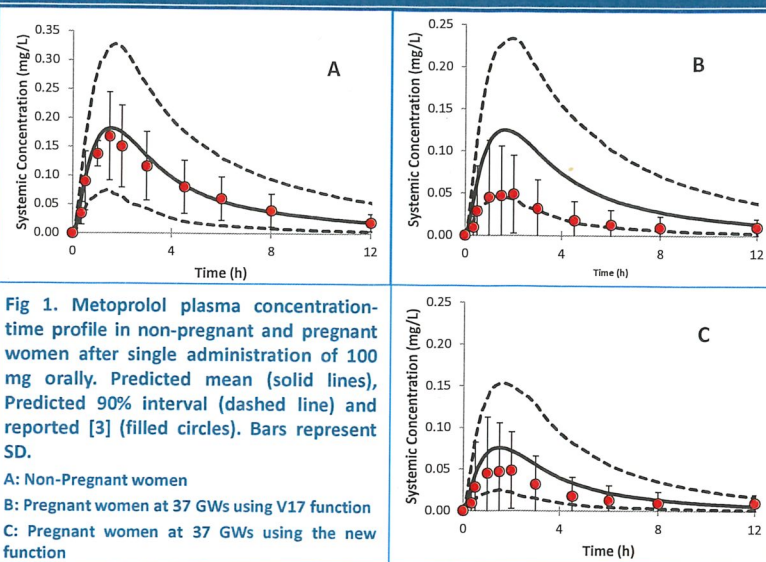 A
Systemic Concentration (mg/L)
0.35
0.30
0.25
0.20
0.15
0.10
0.05
0.00
0
4
8
12
Time (h)
B
Systemic Concentration (mg/L)
0.25
0.20
0.15
0.10
0.05
0.00
0
4
8
12
Time (h)
Fig 1. Metoprolol plasma concentration-
time profile in non-pregnant and pregnant
women after single administration of 100
mg orally. Predicted mean (solid lines),
Predicted 90% interval (dashed line) and
reported [3] (filled circles). Bars represent
SD.
A: Non-Pregnant women
B: Pregnant women at 37 GWs using V17 function
C: Pregnant women at 37 GWs using the new
function
C
Systemic Concentration (mg/L)
0.25
0.20
0.15
0.10
0.05
0.00
0
4
8
12
Time (h)